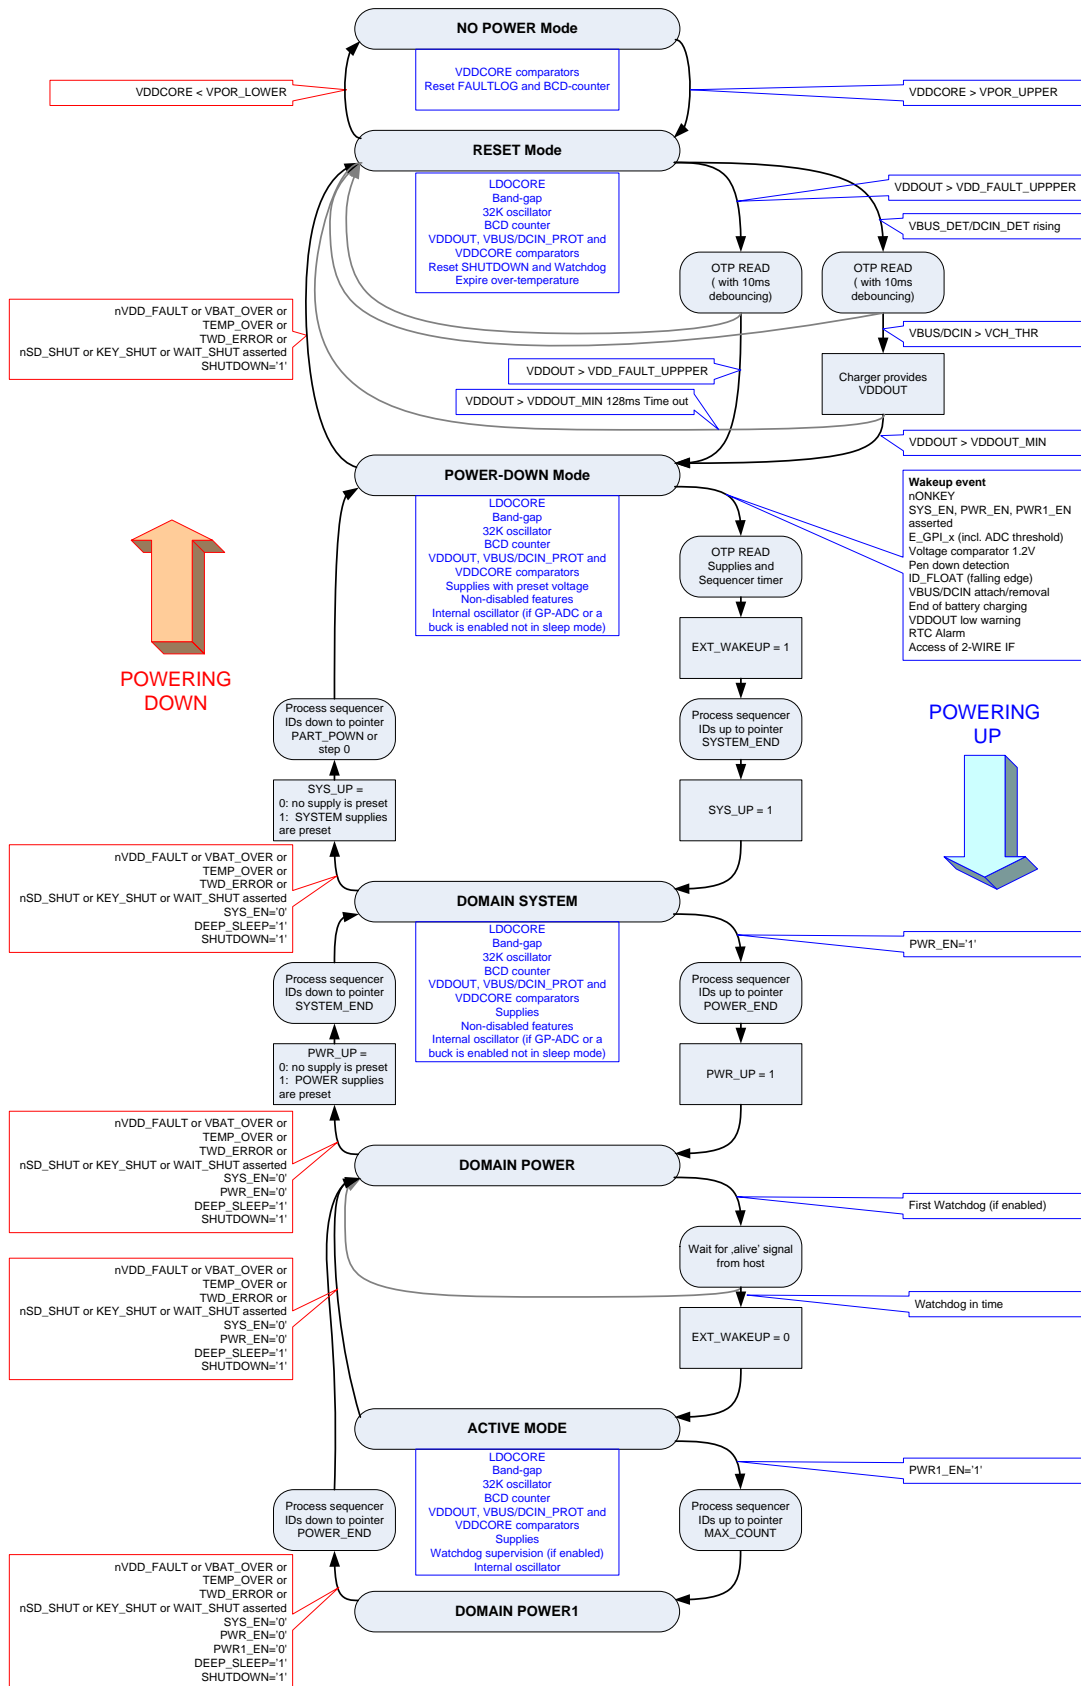 NO POWER Mode
VDDCORE comparators
Reset FAULTLOG and BCD-counter
VDDCORE < VPOR_LOWER
VDDCORE > VPOR_UPPER
RESET Mode
LDOCORE
Band-gap
32K oscillator
BCD counter
VDDOUT, VBUS/DCIN_PROT and
VDDCORE comparators
Reset SHUTDOWN and Watchdog
Expire over-temperature
VDDOUT > VDD_FAULT_UPPPER
VBUS_DET/DCIN_DET rising
OTP READ
( with 10ms
debouncing)
OTP READ
( with 10ms
debouncing)
nVDD_FAULT or VBAT_OVER or
TEMP_OVER or
TWD_ERROR or
nSD_SHUT or KEY_SHUT or WAIT_SHUT asserted
SHUTDOWN='1'
VBUS/DCIN > VCH_THR
VDDOUT > VDD_FAULT_UPPPER
Charger provides
VDDOUT
VDDOUT > VDDOUT_MIN 128ms Time out
VDDOUT > VDDOUT_MIN
POWER-DOWN Mode
LDOCORE
Band-gap
32K oscillator
BCD counter
VDDOUT, VBUS/DCIN_PROT and
VDDCORE comparators
Supplies with preset voltage
Non-disabled features
Internal oscillator (if GP-ADC or a
buck is enabled not in sleep mode)
Wakeup event
nONKEY
SYS_EN, PWR_EN, PWR1_EN
asserted
E_GPI_x (incl. ADC threshold)
Voltage comparator 1.2V
Pen down detection
ID_FLOAT (falling edge)
VBUS/DCIN attach/removal
End of battery charging
VDDOUT low warning
RTC Alarm
Access of 2-WIRE IF
OTP READ
Supplies and
Sequencer timer
EXT_WAKEUP = 1
POWERING
DOWN
POWERING
UP
Process sequencer
IDs down to pointer
PART_POWN or
step 0
Process sequencer
IDs up to pointer
SYSTEM_END
SYS_UP =
0: no supply is preset
1: SYSTEM supplies
are preset
SYS_UP = 1
nVDD_FAULT or VBAT_OVER or
TEMP_OVER or
TWD_ERROR or
nSD_SHUT or KEY_SHUT or WAIT_SHUT asserted
SYS_EN='0'
DEEP_SLEEP='1'
SHUTDOWN='1'
DOMAIN SYSTEM
LDOCORE
Band-gap
32K oscillator
BCD counter
VDDOUT, VBUS/DCIN_PROT and
VDDCORE comparators
Supplies
Non-disabled features
Internal oscillator (if GP-ADC or a
buck is enabled not in sleep mode)
PWR_EN='1'
Process sequencer
IDs down to pointer
SYSTEM_END
Process sequencer
IDs up to pointer
POWER_END
PWR_UP =
0: no supply is preset
1: POWER supplies
are preset
PWR_UP = 1
nVDD_FAULT or VBAT_OVER or
TEMP_OVER or
TWD_ERROR or
nSD_SHUT or KEY_SHUT or WAIT_SHUT asserted
SYS_EN='0'
PWR_EN='0'
DEEP_SLEEP='1'
SHUTDOWN='1'
DOMAIN POWER
First Watchdog (if enabled)
Wait for ‚alive' signal
from host
nVDD_FAULT or VBAT_OVER or
TEMP_OVER or
TWD_ERROR or
nSD_SHUT or KEY_SHUT or WAIT_SHUT asserted
SYS_EN='0'
PWR_EN='0'
DEEP_SLEEP='1'
SHUTDOWN='1'
Watchdog in time
EXT_WAKEUP = 0
ACTIVE MODE
LDOCORE
Band-gap
32K oscillator
BCD counter
VDDOUT, VBUS/DCIN_PROT and
VDDCORE comparators
Supplies
Watchdog supervision (if enabled)
Internal oscillator
PWR1_EN='1'
Process sequencer
IDs down to pointer
POWER_END
Process sequencer
IDs up to pointer
MAX_COUNT
nVDD_FAULT or VBAT_OVER or
TEMP_OVER or
TWD_ERROR or
nSD_SHUT or KEY_SHUT or WAIT_SHUT asserted
SYS_EN='0'
PWR_EN='0'
PWR1_EN='0'
DEEP_SLEEP='1'
SHUTDOWN='1'
DOMAIN POWER1